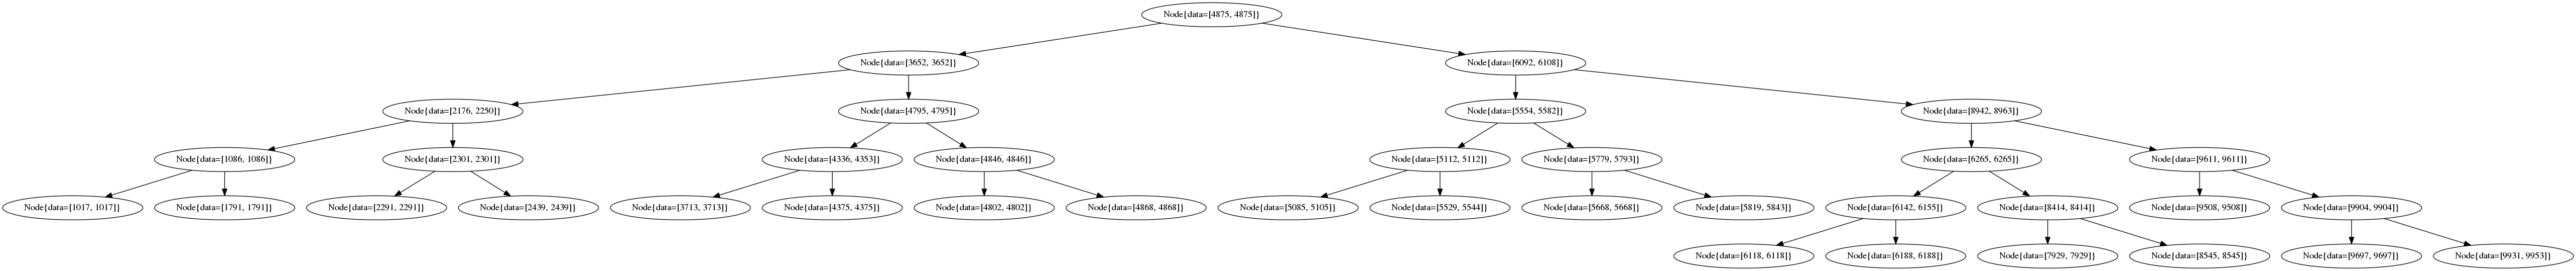 Node{data=[4875, 4875]}
Node{data=[3652, 3652]}
Node{data=[6092, 6108]}
Node{data=[2176, 2250]}
Node{data=[4795, 4795]}
Node{data=[5554, 5582]}
Node{data=[8942, 8963]}
Node{data=[1086, 1086]}
Node{data=[2301, 2301]}
Node{data=[4336, 4353]}
Node{data=[4846, 4846]}
Node{data=[5112, 5112]}
Node{data=[5779, 5793]}
Node{data=[6265, 6265]}
Node{data=[9611, 9611]}
Node{data=[1017, 1017]}
Node{data=[1791, 1791]}
Node{data=[2291, 2291]}
Node{data=[2439, 2439]}
Node{data=[3713, 3713]}
Node{data=[4375, 4375]}
Node{data=[4802, 4802]}
Node{data=[4868, 4868]}
Node{data=[5085, 5105]}
Node{data=[5529, 5544]}
Node{data=[5668, 5668]}
Node{data=[5819, 5843]}
Node{data=[6142, 6155]}
Node{data=[8414, 8414]}
Node{data=[9508, 9508]}
Node{data=[9904, 9904]}
Node{data=[6118, 6118]}
Node{data=[6188, 6188]}
Node{data=[7929, 7929]}
Node{data=[8545, 8545]}
Node{data=[9697, 9697]}
Node{data=[9931, 9953]}